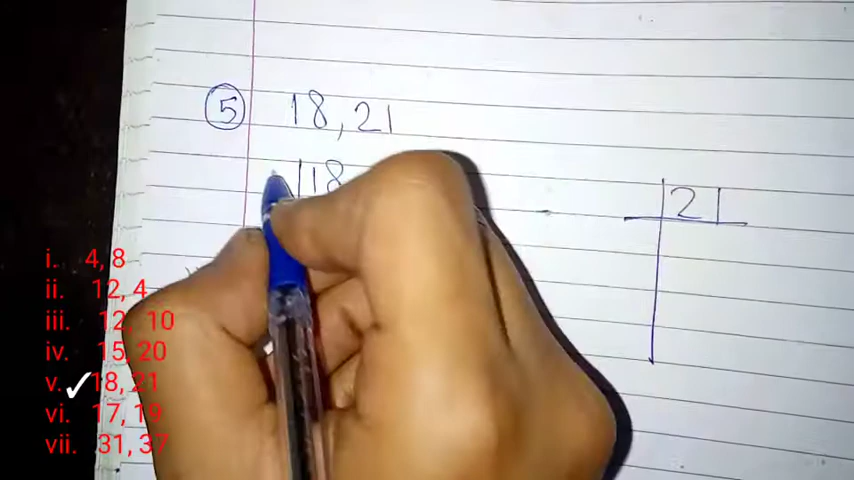 5 18, 21
18 21
i. 4, 8
ii. 12, 4
iii. 12, 10
iv. 15, 20
v. ✓ 18, 21
vi. 17, 19
vii. 31, 37